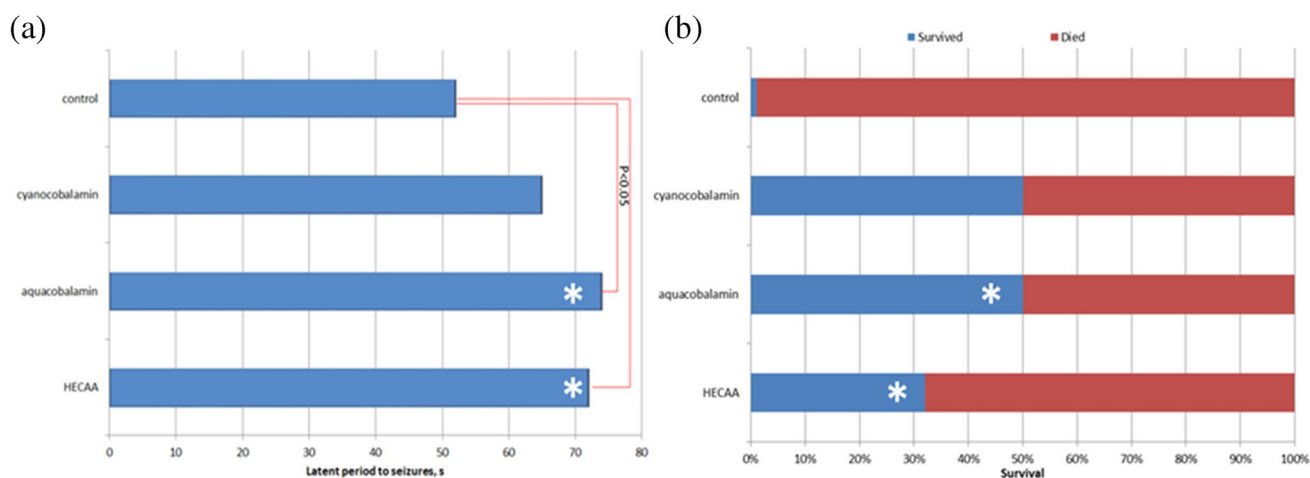 (a)
control
cyanocobalamin
aquacobalamin
HECAA
P<0.05
*
*
0 10 20 30 40 50 60 70 80
Latent period to seizures, s
(b)
Survived Died
control
cyanocobalamin
aquacobalamin
HECAA
*
*
0% 10% 20% 30% 40% 50% 60% 70% 80% 90% 100%
Survival